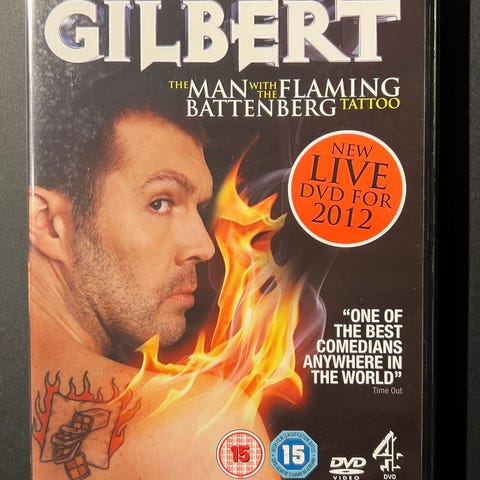 GILBERT
THE MAN WITH THE FLAMING
BATTENBERG TATTOO
NEW
LIVE
DVD FOR
2012
“ONE OF
THE BEST
COMEDIANS
ANYWHERE IN
THE WORLD”
Time Out
15
15
DVD
VIDEO
4
DVD